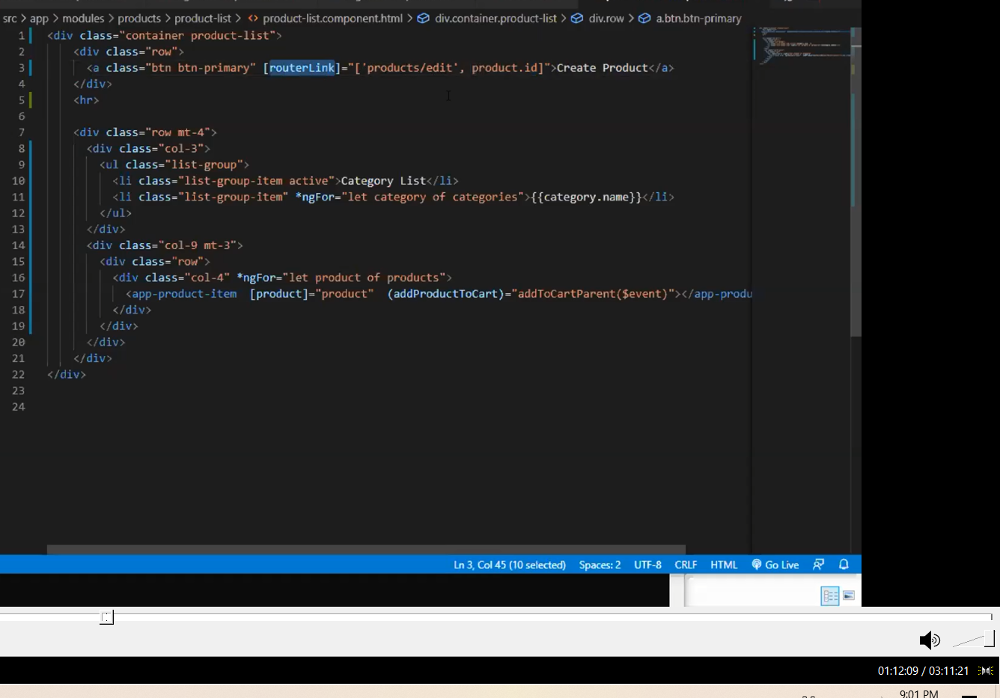 src > app > modules > products > product-list > <> product-list.component.html > div.container.product-list > div.row > a.btn.btn-primary
1 <div class="container product-list">
2 <div class="row">
3 <a class="btn btn-primary" [routerLink]="['products/edit', product.id]">Create Product</a>
4 </div>
5 <hr>
6
7 <div class="row mt-4">
8 <div class="col-3">
9 <ul class="list-group">
10 <li class="list-group-item active">Category List</li>
11 <li class="list-group-item" *ngFor="let category of categories">{{category.name}}</li>
12 </ul>
13 </div>
14 <div class="col-9 mt-3">
15 <div class="row">
16 <div class="col-4" *ngFor="let product of products">
17 <app-product-item [product]="product" (addProductToCart)="addToCartParent($event)"></app-produ
18 </div>
19 </div>
20 </div>
21 </div>
22 </div>
23
24
Ln 3, Col 45 (10 selected) Spaces: 2 UTF-8 CRLF HTML Go Live
01:12:09 / 03:11:21
9:01 PM